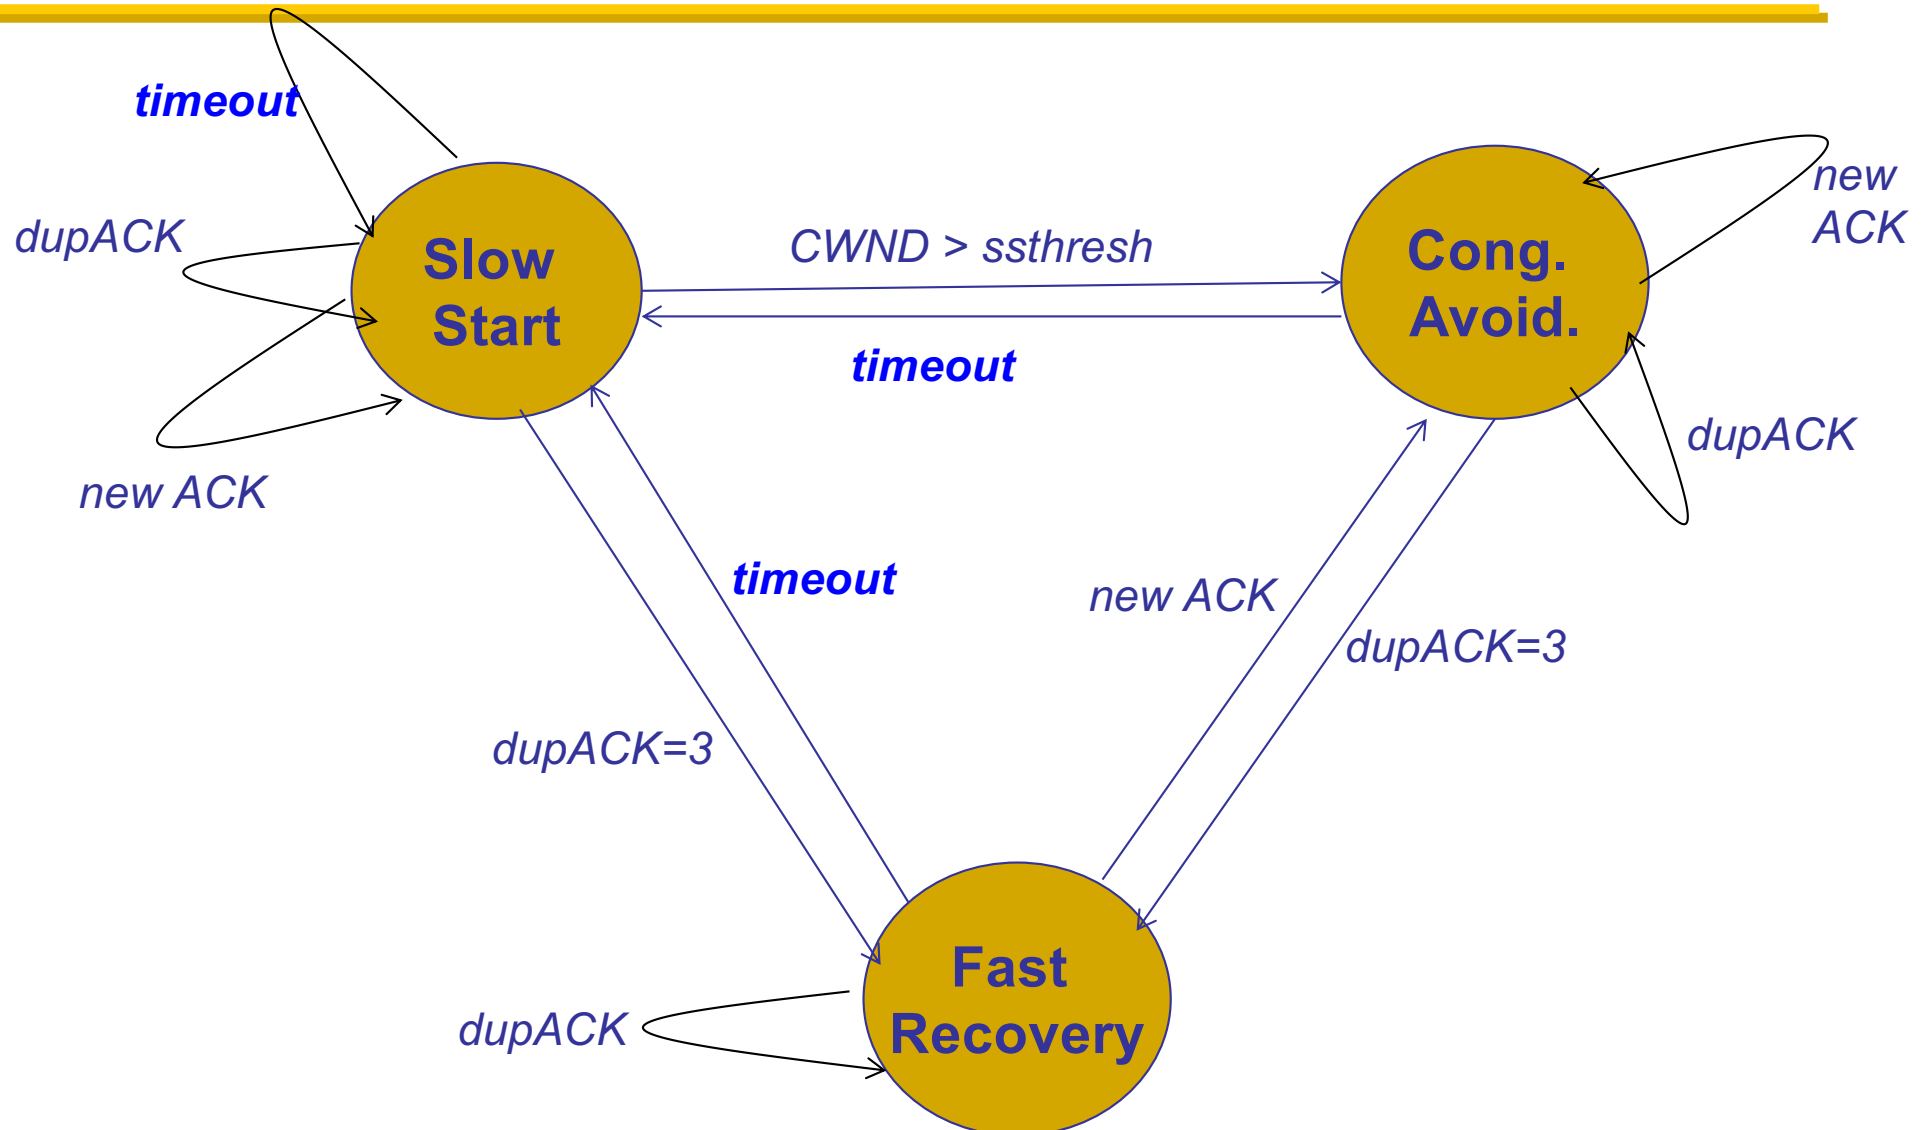 timeout
dupACK
Slow
Start
new ACK
CWND > ssthresh
timeout
Cong.
Avoid.
new
ACK
dupACK
timeout
new ACK
dupACK=3
dupACK=3
Fast
Recovery
dupACK